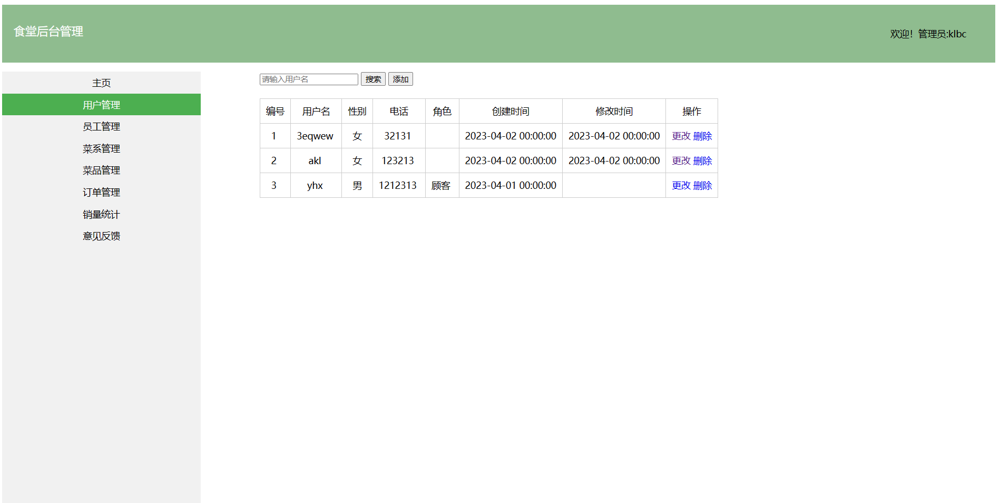 食堂后台管理
欢迎！管理员:klbc
主页
用户管理
员工管理
菜系管理
菜品管理
订单管理
销量统计
意见反馈
请输入用户名 搜索 添加
编号 用户名 性别 电话 角色 创建时间 修改时间 操作
1 3eqwew 女 32131 2023-04-02 00:00:00 2023-04-02 00:00:00 更改 删除
2 akl 女 123213 2023-04-02 00:00:00 2023-04-02 00:00:00 更改 删除
3 yhx 男 1212313 顾客 2023-04-01 00:00:00 更改 删除